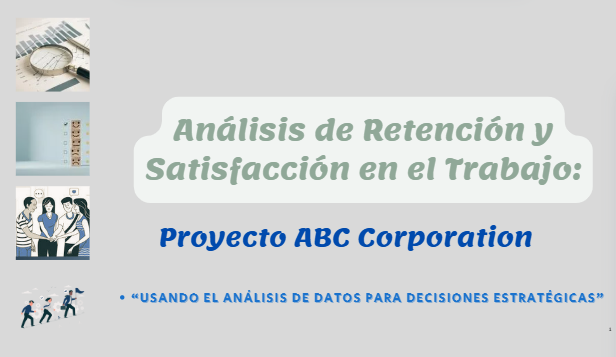 Análisis de Retención y
Satisfacción en el Trabajo:
Proyecto ABC Corporation
• “USANDO EL ANÁLISIS DE DATOS PARA DECISIONES ESTRATÉGICAS”